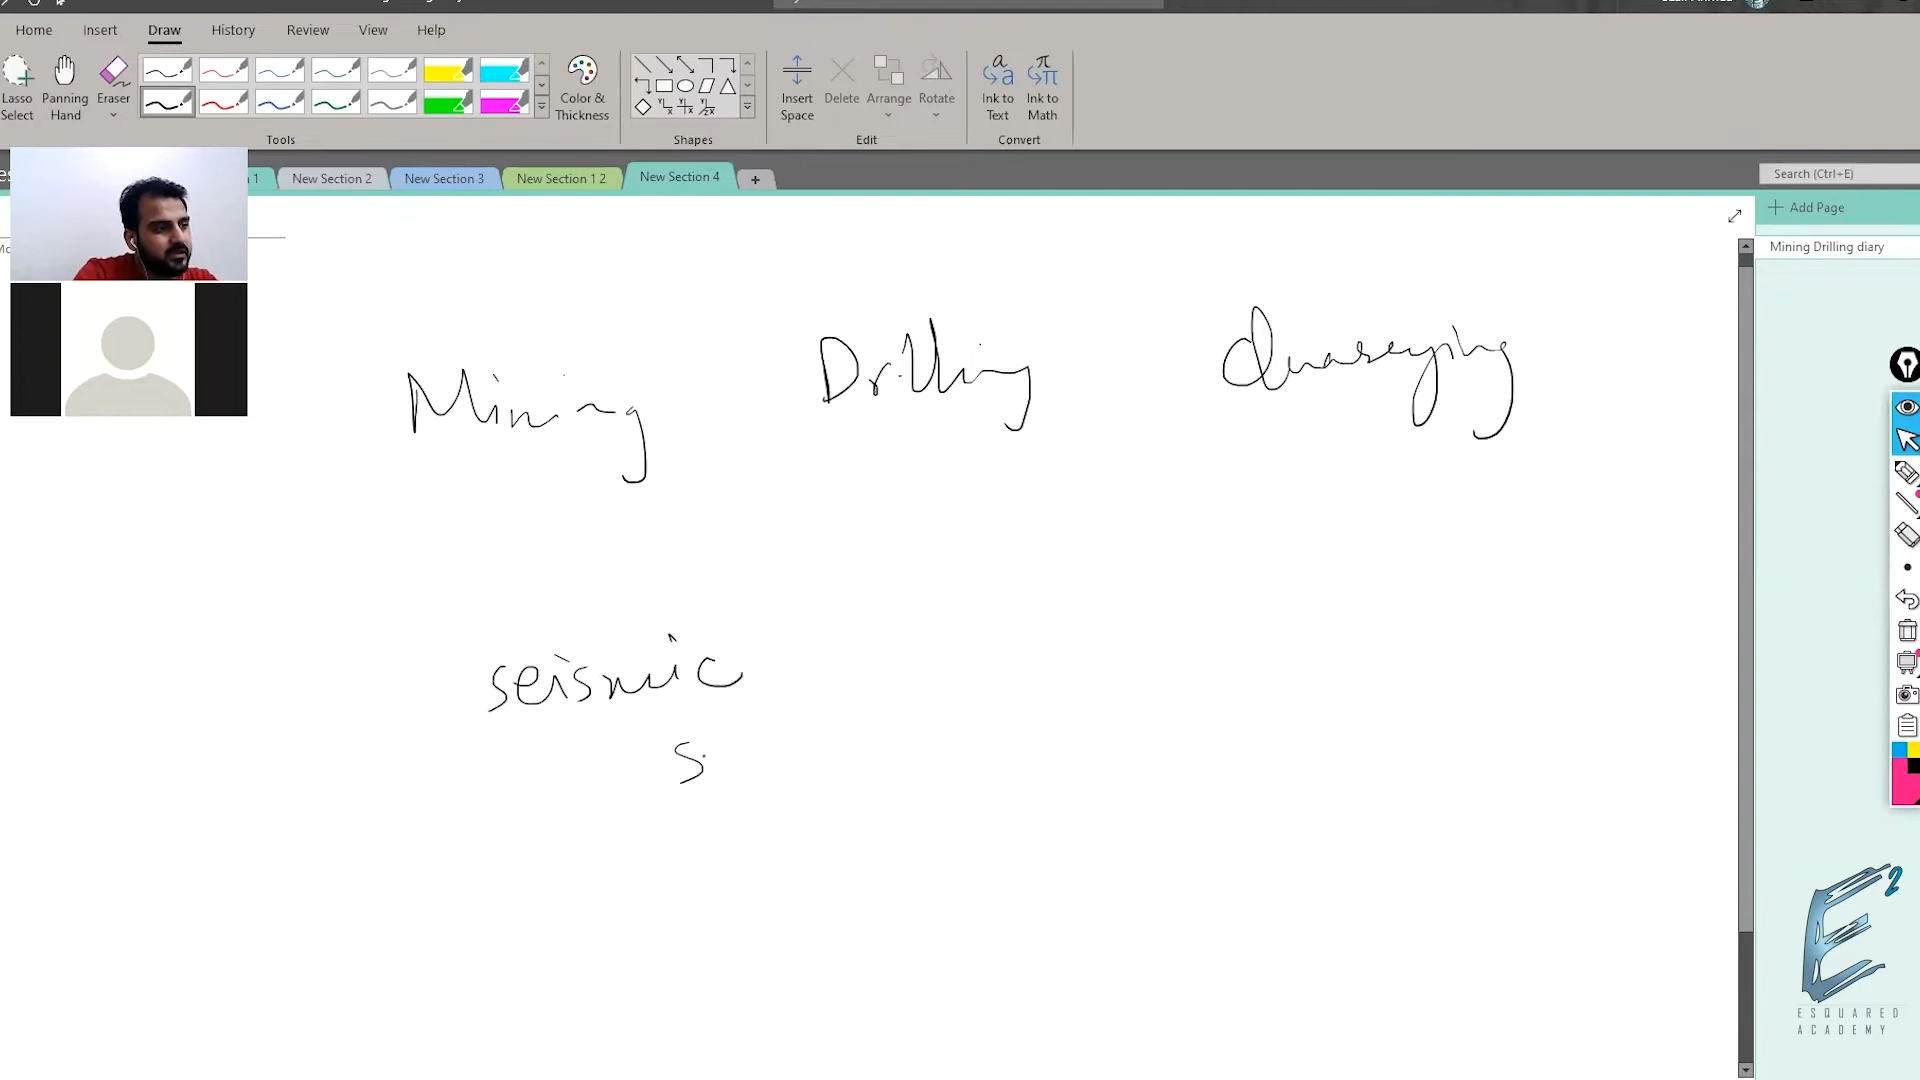 Home Insert Draw History Review View Help
Lasso Select Panning Hand Eraser Color & Thickness Insert Space Delete Arrange Rotate Ink to Text Ink to Math
Tools Shapes Edit Convert
New Section 2 New Section 3 New Section 1 2 New Section 4 +
Search (Ctrl+E)
Add Page
Mining Drilling diary
Mining Drilling Quarrying
seismic
S
E2
ESQUARED
ACADEMY